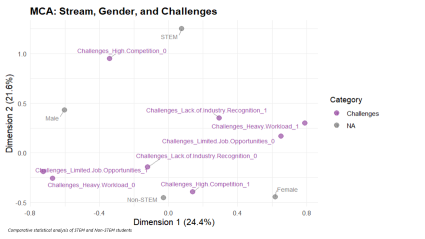 MCA: Stream, Gender, and Challenges
STEM
Challenges_High Competition_0
1.0
Category
Challenges_Lack of Industry Recognition_1
0.5
Challenges
Male
Challenges_Heavy Workload_1
NA
Challenges_Limited Job Opportunities_0
Challenges_Lack of Industry Recognition_0
0.0
Challenges_Limited Job Opportunities_1
Challenges_Heavy Workload_0
Challenges_High Competition_1
Female
Non-STEM
-0.5
-0.8
-0.4
0.0
0.4
0.8
Dimension 1 (24.4%)
Dimension 2 (21.6%)
Comparative statistical analysis of STEM and Non-STEM students